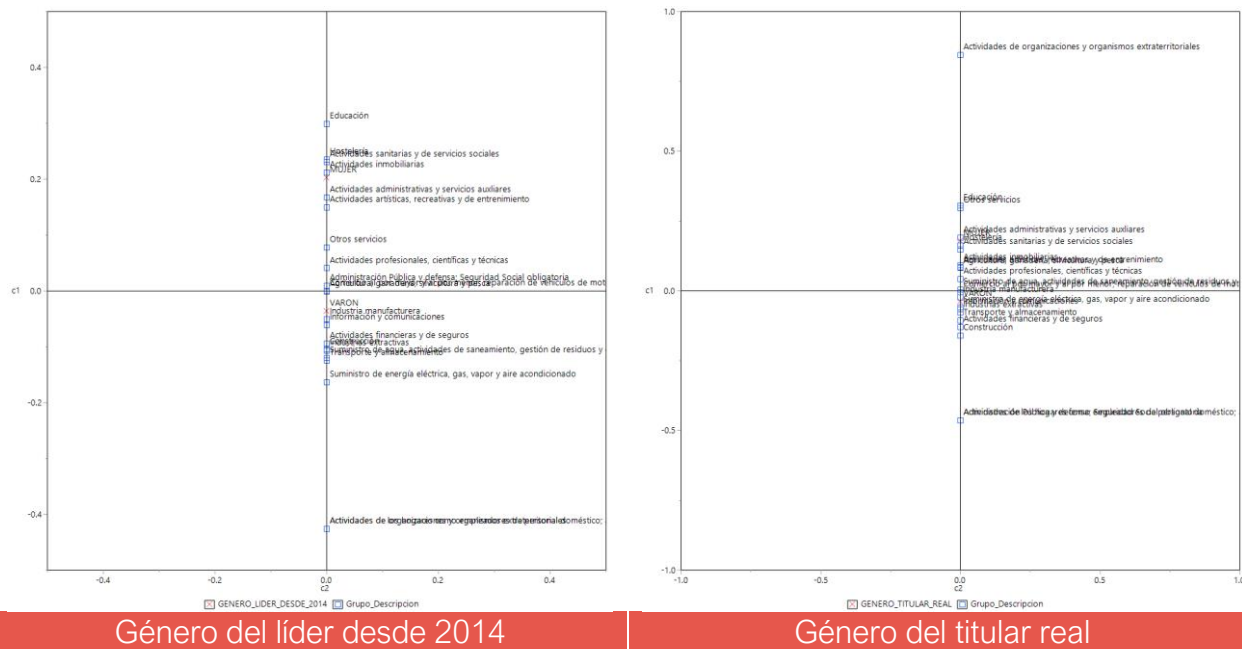 0.4
0.2
0.0
-0.2
-0.4
c1
Educación
Hostelería
Actividades sanitarias y de servicios sociales
Actividades inmobiliarias
MUJER
Actividades administrativas y servicios auxiliares
Actividades artísticas, recreativas y de entrenimiento
Otros servicios
Actividades profesionales, científicas y técnicas
Administración Pública y defensa; Seguridad Social obligatoria
VARON
Industria manufacturera
Información y comunicaciones
Actividades financieras y de seguros
Construcción
Transporte y almacenamiento
Suministro de energía eléctrica, gas, vapor y aire acondicionado
-0.4 -0.2 0.0 0.2 0.4
c2
GENERO_LIDER_DESDE_2014 Grupo_Descripcion
Género del líder desde 2014
1.0
0.5
0.0
-0.5
-1.0
c1
Actividades de organizaciones y organismos extraterritoriales
Educación
Otros servicios
Actividades administrativas y servicios auxiliares
Hostelería
Actividades sanitarias y de servicios sociales
Actividades inmobiliarias
Actividades profesionales, científicas y técnicas
Industria manufacturera
VARON
Suministro de energía eléctrica, gas, vapor y aire acondicionado
Industrias extractivas
Transporte y almacenamiento
Actividades financieras y de seguros
Construcción
-1.0 -0.5 0.0 0.5 1.0
c2
GENERO_TITULAR_REAL Grupo_Descripcion
Género del titular real